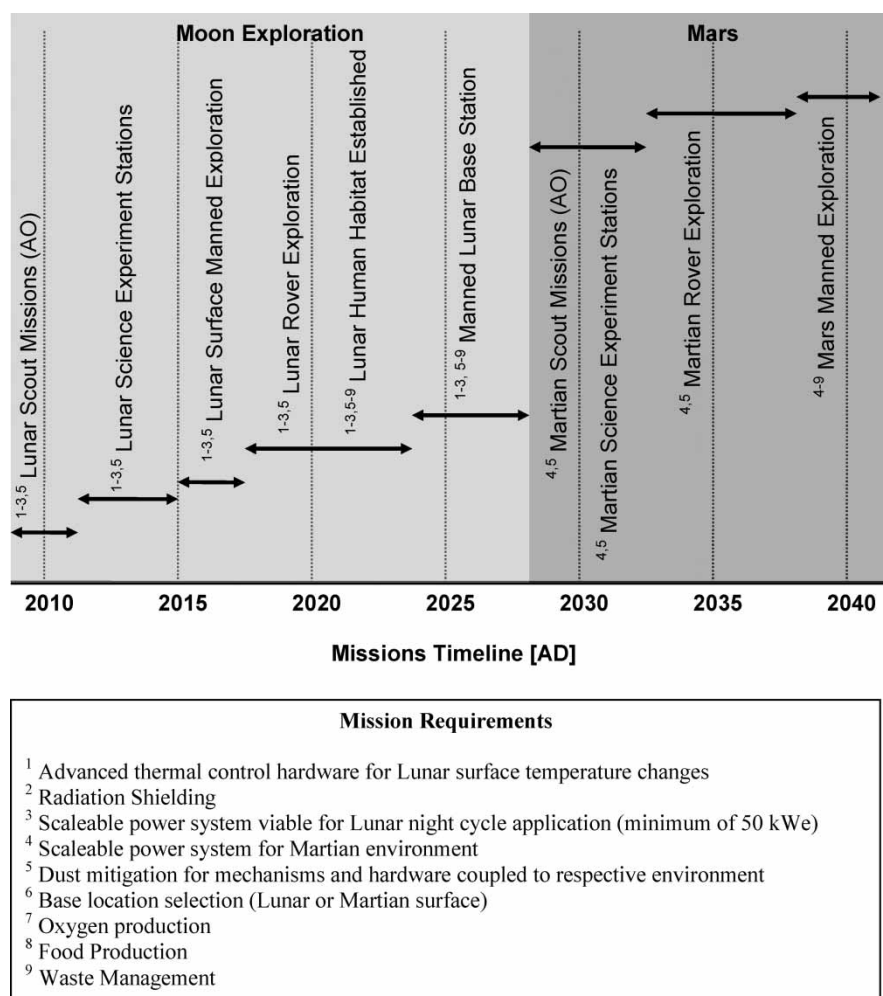 Moon Exploration
Mars
1-3,5 Lunar Scout Missions (AO)
1-3,5 Lunar Science Experiment Stations
1-3,5 Lunar Surface Manned Exploration
1-3,5 Lunar Rover Exploration
1-3,5-9 Lunar Human Habitat Established
1-3, 5-9 Manned Lunar Base Station
4,5 Martian Scout Missions (AO)
4,5 Martian Science Experiment Stations
4,5 Martian Rover Exploration
4-9 Mars Manned Exploration
2010 2015 2020 2025 2030 2035 2040
Missions Timeline [AD]
Mission Requirements
1 Advanced thermal control hardware for Lunar surface temperature changes
2 Radiation Shielding
3 Scaleable power system viable for Lunar night cycle application (minimum of 50 kWe)
4 Scaleable power system for Martian environment
5 Dust mitigation for mechanisms and hardware coupled to respective environment
6 Base location selection (Lunar or Martian surface)
7 Oxygen production
8 Food Production
9 Waste Management